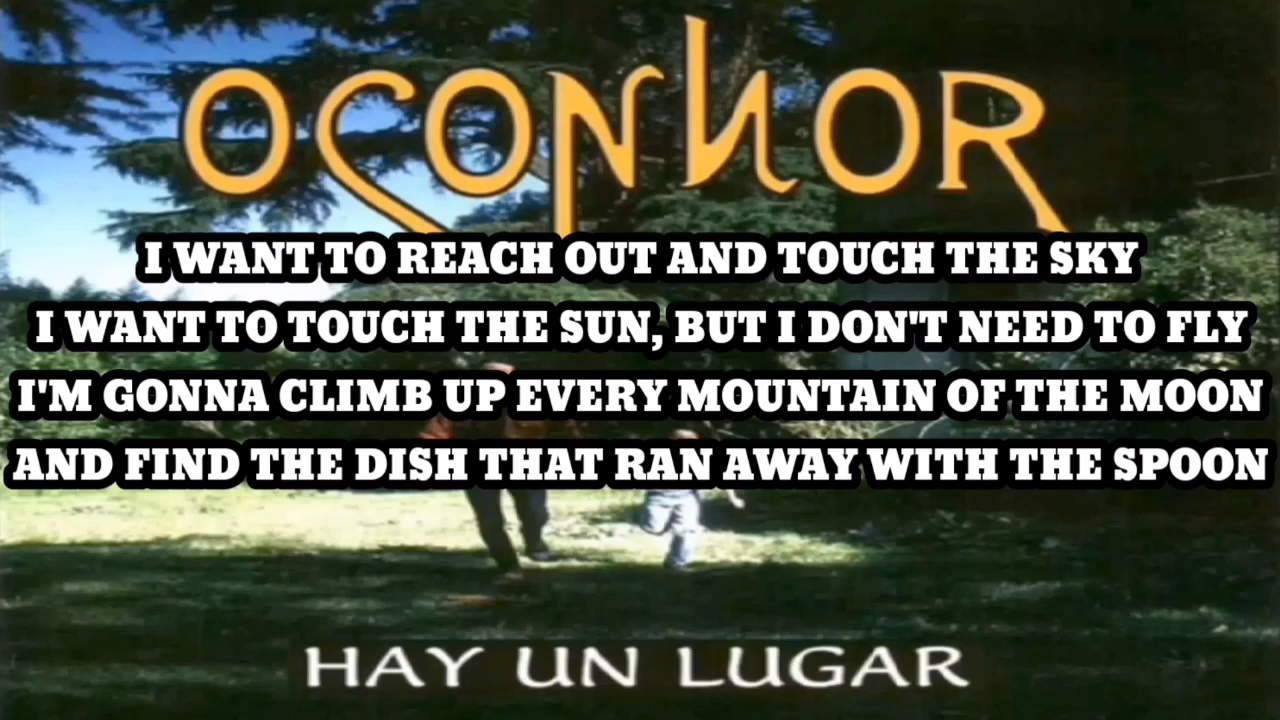 OCONNOR
I WANT TO REACH OUT AND TOUCH THE SKY
I WANT TO TOUCH THE SUN, BUT I DON'T NEED TO FLY
I'M GONNA CLIMB UP EVERY MOUNTAIN OF THE MOON
AND FIND THE DISH THAT RAN AWAY WITH THE SPOON
HAY UN LUGAR